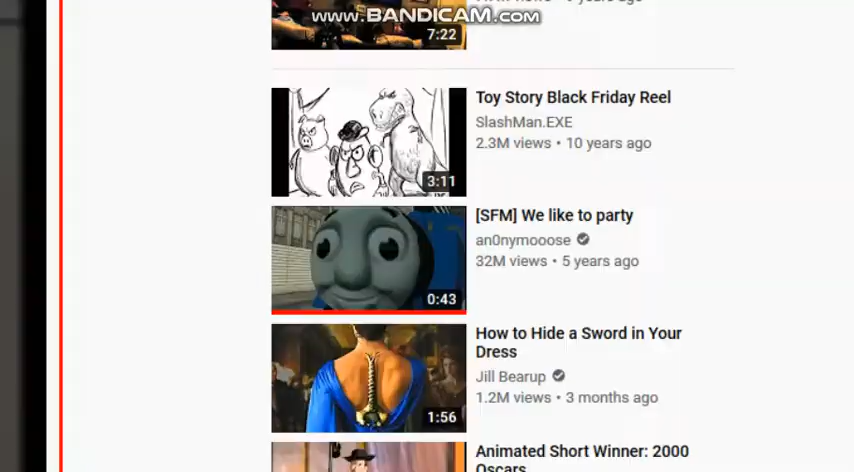 www.BANDICAM.com
7:22
Toy Story Black Friday Reel
SlashMan.EXE
2.3M views • 10 years ago
3:11
[SFM] We like to party
an0nymooose
32M views • 5 years ago
0:43
How to Hide a Sword in Your
Dress
Jill Bearup
1.2M views • 3 months ago
1:56
Animated Short Winner: 2000
Oscars